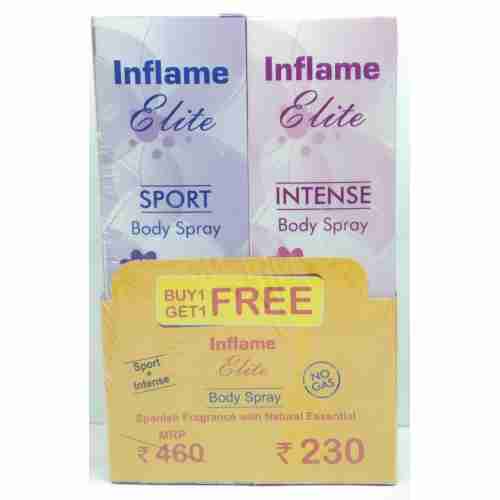 Inflame
Elite
SPORT
Body Spray
Inflame
Elite
INTENSE
Body Spray
BUY1
GET1 FREE
Inflame
Elite
Body Spray
Sport
+
Intense
NO
GAS
Spanish Fragrance with Natural Essential
MRP
₹ 460
₹ 230